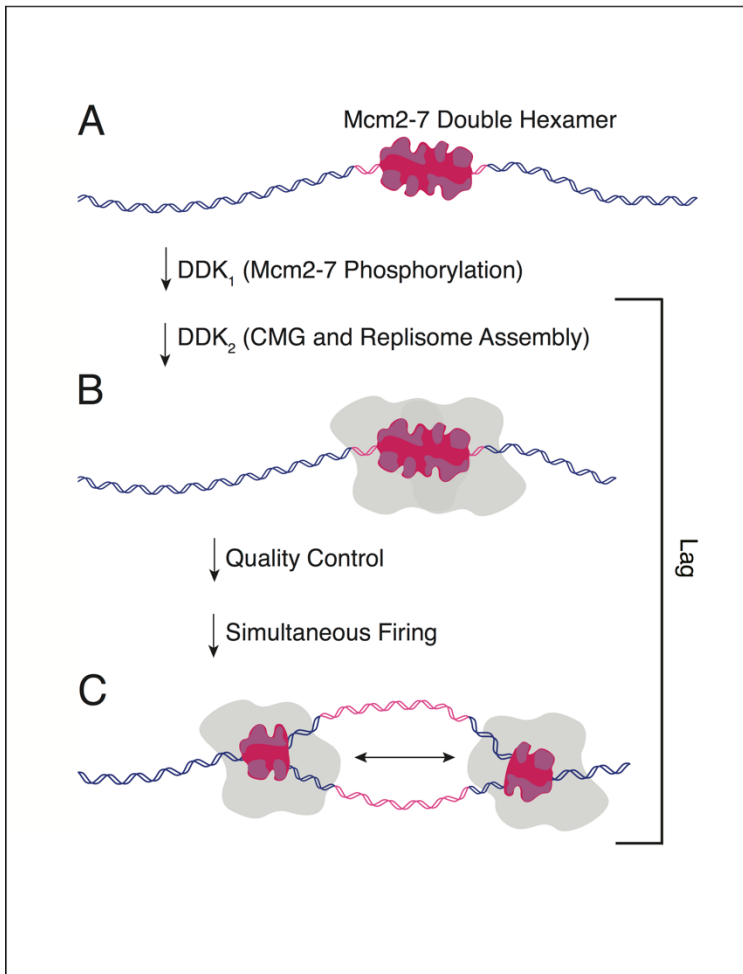 A
Mcm2-7 Double Hexamer
DDK₁ (Mcm2-7 Phosphorylation)
DDK₂ (CMG and Replisome Assembly)
B
Quality Control
Lag
Simultaneous Firing
C